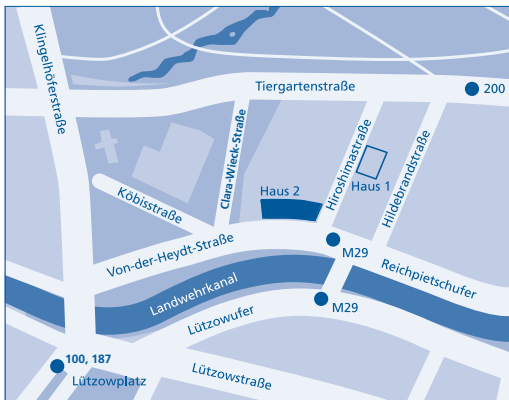 Klingelhöferstraße
Tiergartenstraße
200
Clara-Wieck-Straße
Hiroshimastraße
Haus 1
Hildebrandstraße
Köbisstraße
Haus 2
Von-der-Heydt-Straße
M29
Reichpietschufer
Landwehrkanal
M29
Lützowufer
100, 187
Lützowplatz
Lützowstraße